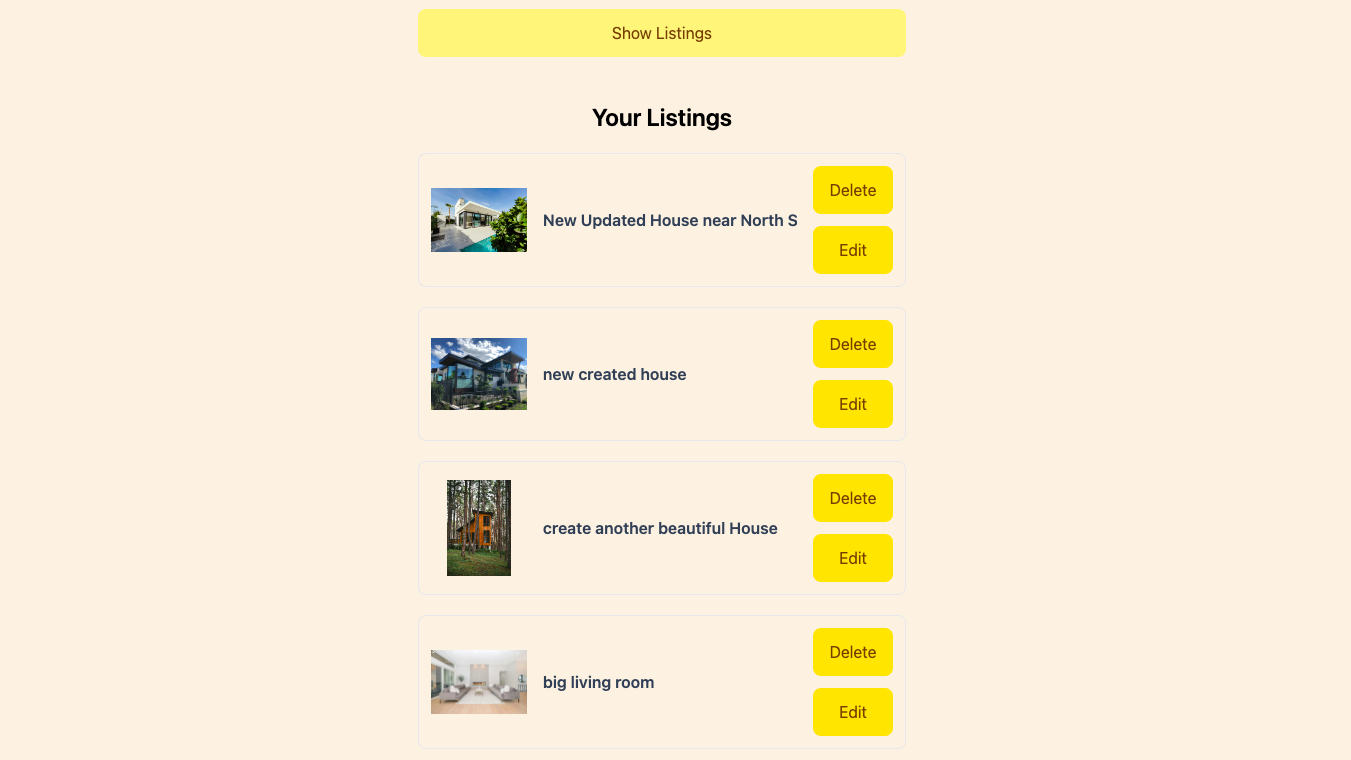 Show Listings
Your Listings
Delete
New Updated House near North S
Edit
Delete
new created house
Edit
Delete
create another beautiful House
Edit
Delete
big living room
Edit